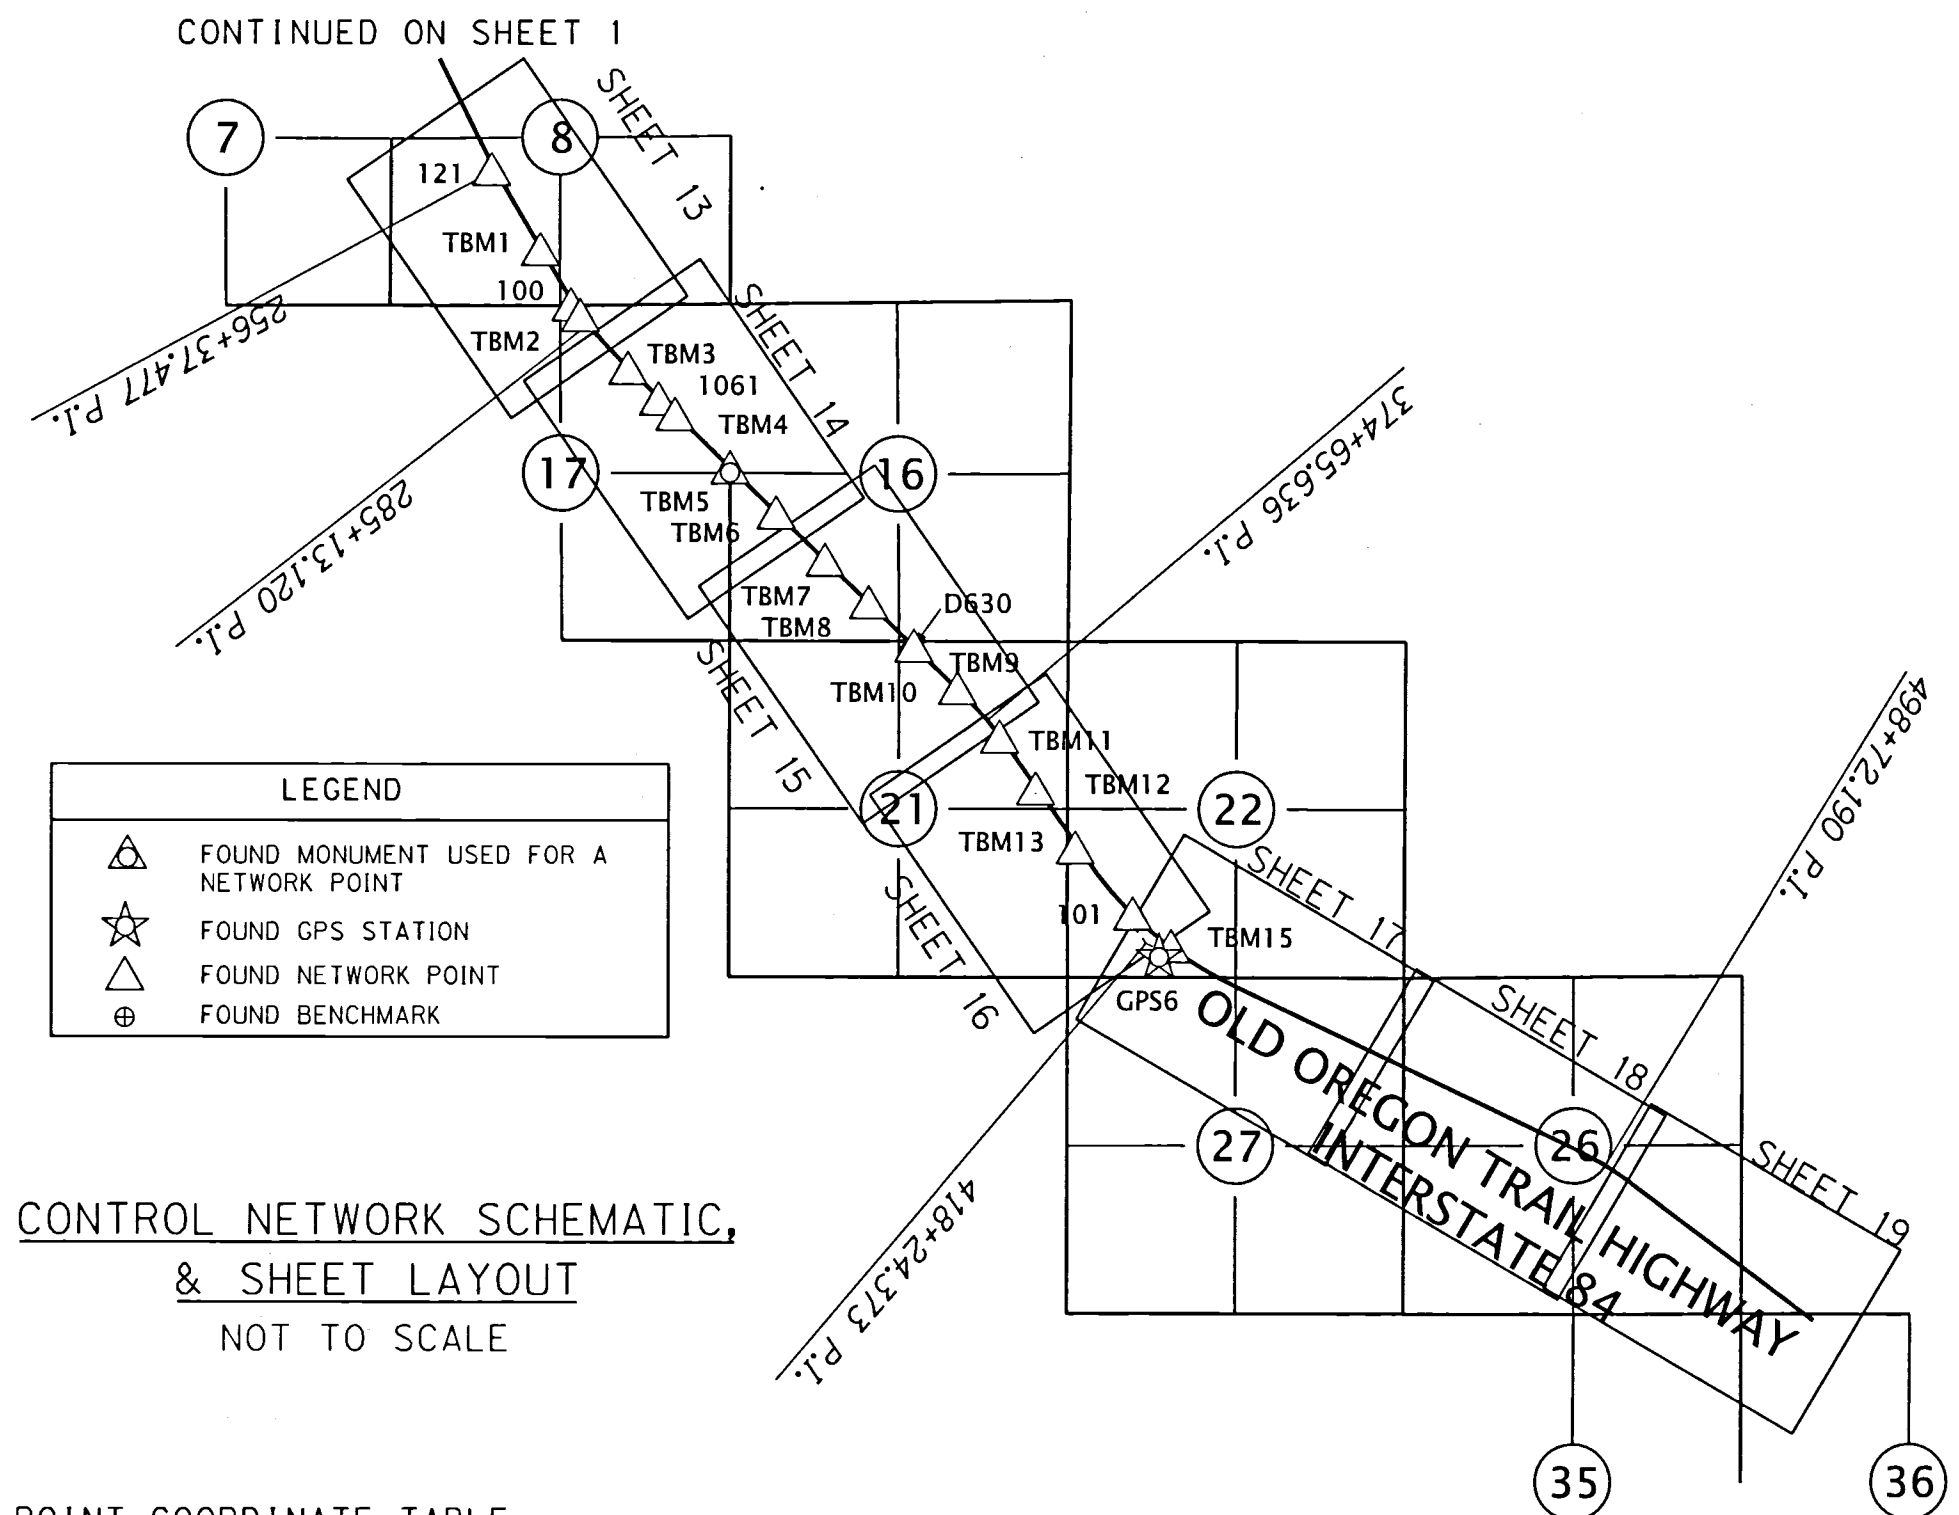 CONTINUED ON SHEET 1
7
8
SHEET 13
121
TBM1
100
256+37.477 P.I.
TBM2
TBM3
SHEET 14
1061
TBM4
374+65.636 P.I.
17
16
285+13.120 P.I.
TBM5
TBM6
TBM7
D630
TBM8
TBM9
SHEET 15
TBM10
498+72.190 P.I.
TBM11
TBM12
21
22
TBM13
SHEET 17
SHEET 16
101
TBM15
GPS6
LEGEND
FOUND MONUMENT USED FOR A
NETWORK POINT
FOUND GPS STATION
FOUND NETWORK POINT
FOUND BENCHMARK
SHEET 18
OLD OREGON TRAIL HIGHWAY
INTERSTATE 84
27
26
SHEET 19
418+24.373 P.I.
CONTROL NETWORK SCHEMATIC,
& SHEET LAYOUT
NOT TO SCALE
35
36
POINT COORDINATE TABLE